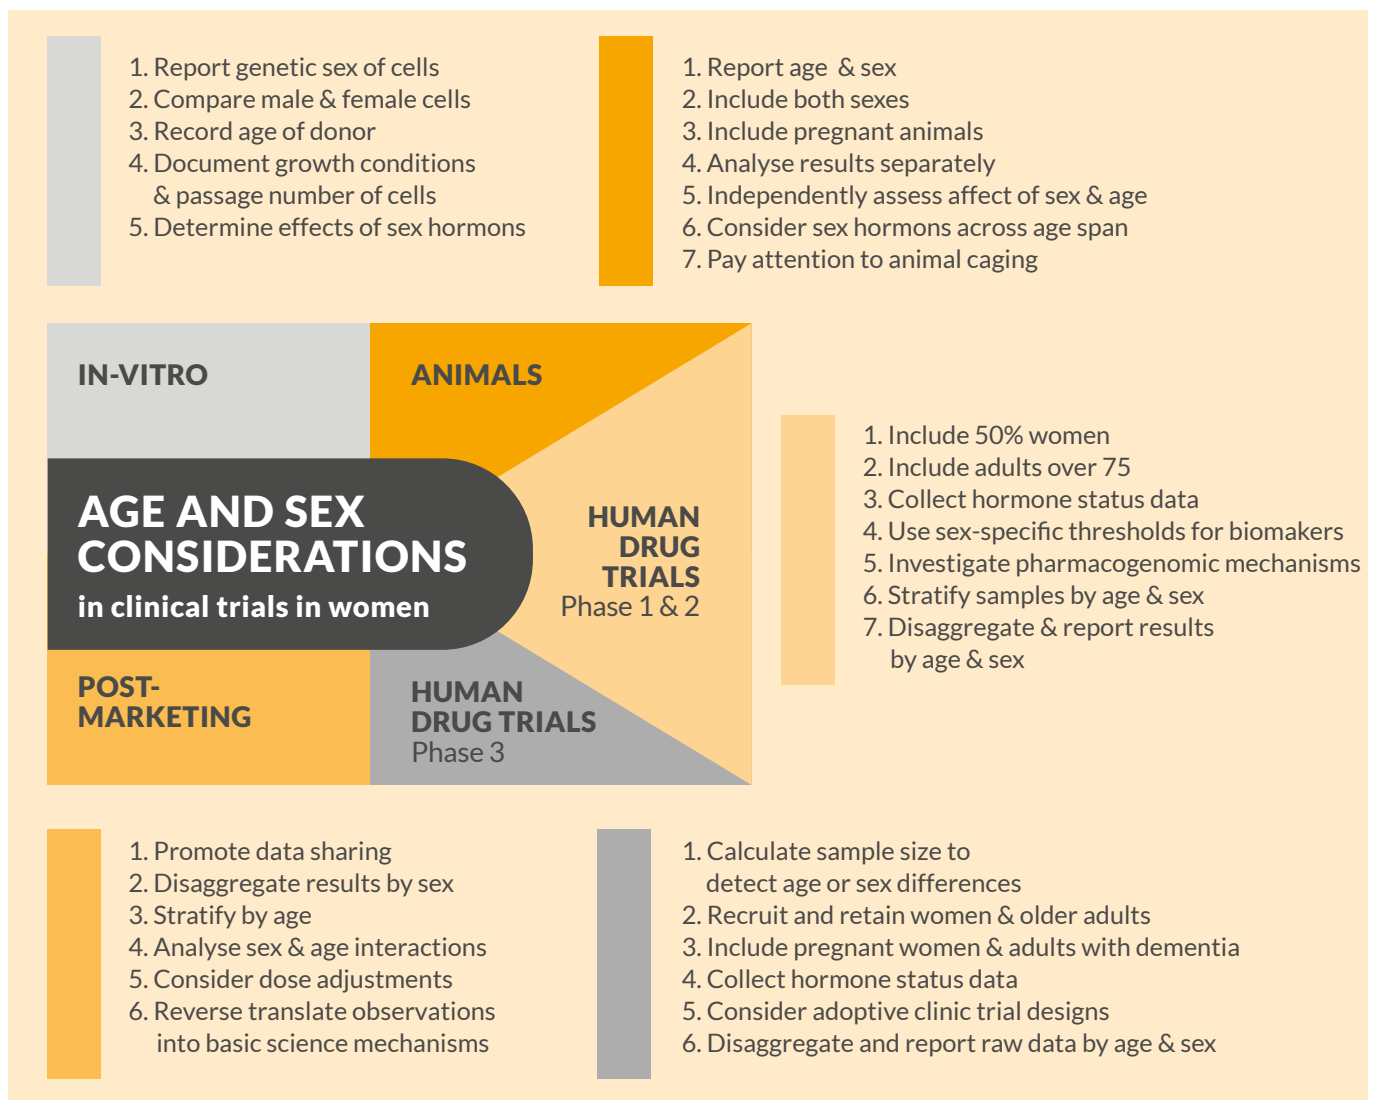 1. Report genetic sex of cells
2. Compare male & female cells
3. Record age of donor
4. Document growth conditions
& passage number of cells
5. Determine effects of sex hormons
1. Report age & sex
2. Include both sexes
3. Include pregnant animals
4. Analyse results separately
5. Independently assess affect of sex & age
6. Consider sex hormons across age span
7. Pay attention to animal caging
IN-VITRO
ANIMALS
AGE AND SEX
CONSIDERATIONS
in clinical trials in women
HUMAN
DRUG
TRIALS
Phase 1 & 2
1. Include 50% women
2. Include adults over 75
3. Collect hormone status data
4. Use sex-specific thresholds for biomakers
5. Investigate pharmacogenomic mechanisms
6. Stratify samples by age & sex
7. Disaggregate & report results
by age & sex
POST-
MARKETING
HUMAN
DRUG TRIALS
Phase 3
1. Promote data sharing
2. Disaggregate results by sex
3. Stratify by age
4. Analyse sex & age interactions
5. Consider dose adjustments
6. Reverse translate observations
into basic science mechanisms
1. Calculate sample size to
detect age or sex differences
2. Recruit and retain women & older adults
3. Include pregnant women & adults with dementia
4. Collect hormone status data
5. Consider adoptive clinic trial designs
6. Disaggregate and report raw data by age & sex